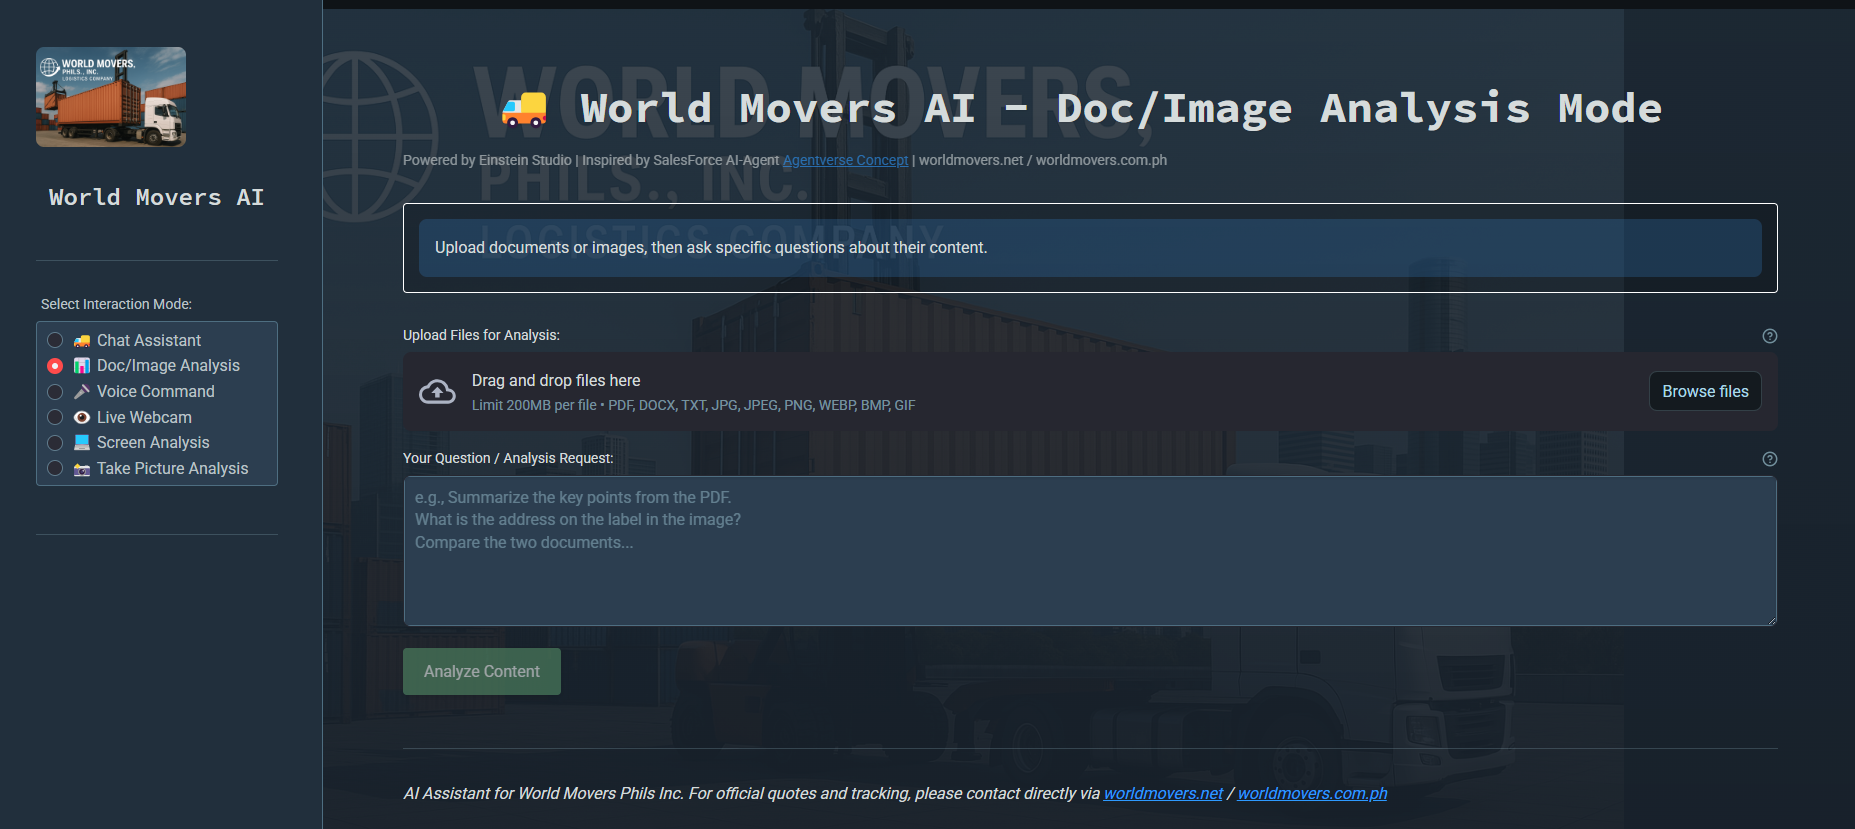 WORLD MOVERS,
PHILS., INC.
LOGISTICS COMPANY
World Movers AI
Select Interaction Mode:
Chat Assistant
Doc/Image Analysis
Voice Command
Live Webcam
Screen Analysis
Take Picture Analysis
WORLD MOVERS,
PHILS., INC.
LOGISTICS COMPANY
World Movers AI - Doc/Image Analysis Mode
Powered by Einstein Studio | Inspired by SalesForce AI-Agent Agentverse Concept | worldmovers.net / worldmovers.com.ph
Upload documents or images, then ask specific questions about their content.
Upload Files for Analysis:
Drag and drop files here
Limit 200MB per file • PDF, DOCX, TXT, JPG, JPEG, PNG, WEBP, BMP, GIF
Browse files
Your Question / Analysis Request:
e.g., Summarize the key points from the PDF.
What is the address on the label in the image?
Compare the two documents...
Analyze Content
AI Assistant for World Movers Phils Inc. For official quotes and tracking, please contact directly via worldmovers.net / worldmovers.com.ph